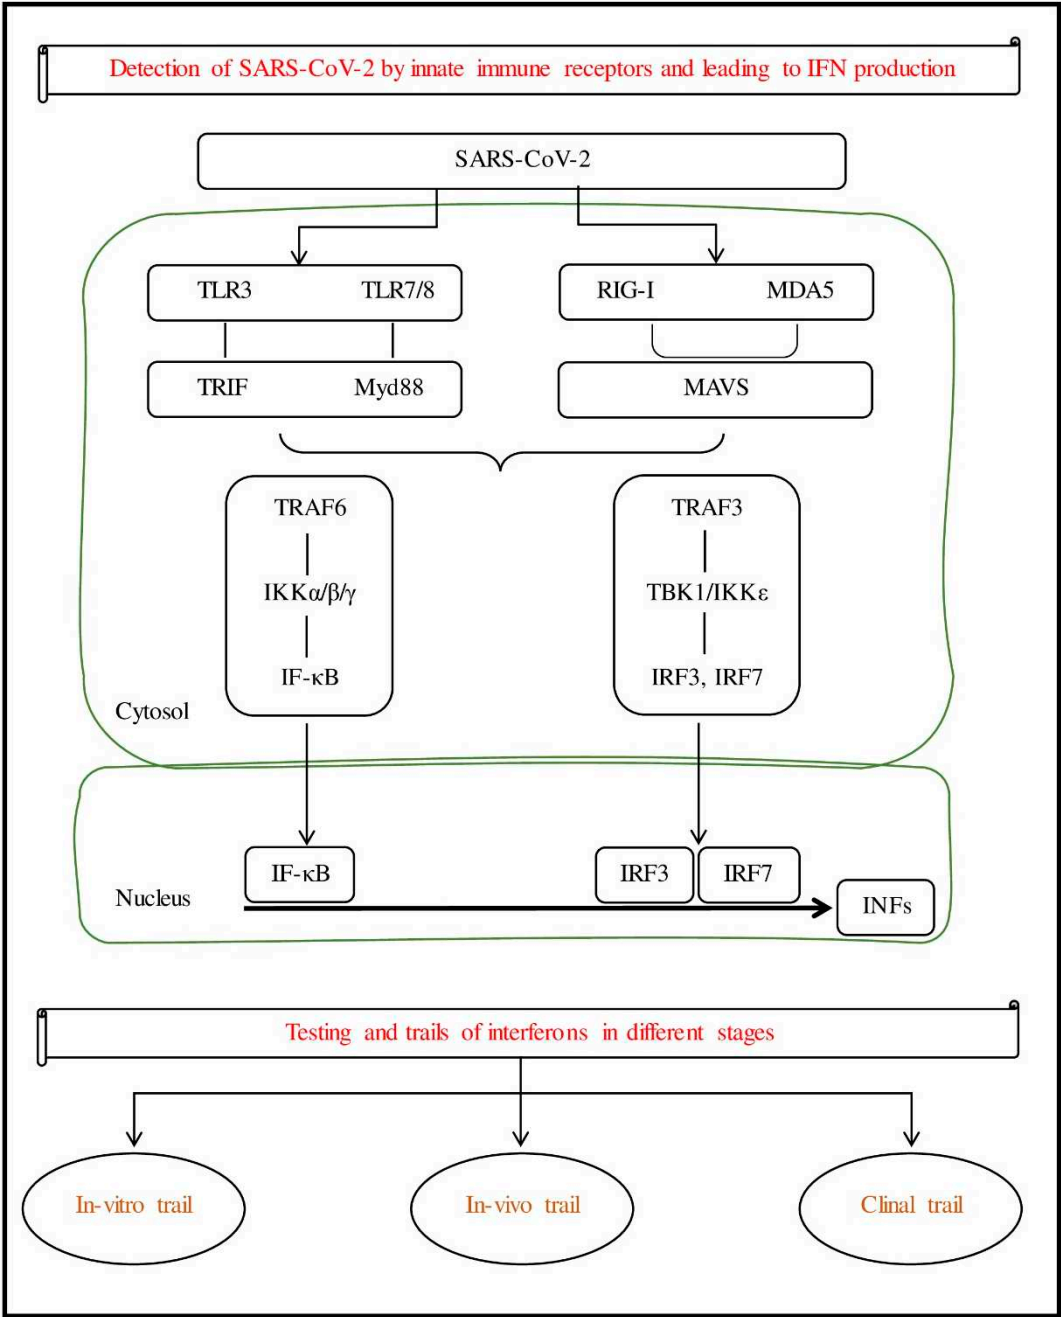 Detection of SARS-CoV-2 by innate immune receptors and leading to IFN production
SARS-CoV-2
TLR3 TLR7/8
RIG-I MDA5
TRIF Myd88
MAVS
TRAF6
IKKα/β/γ
IF-κB
TRAF3
TBK1/IKKε
IRF3, IRF7
Cytosol
IF-κB
IRF3
IRF7
Nucleus
INFs
Testing and trails of interferons in different stages
In-vitro trail
In-vivo trail
Clinal trail